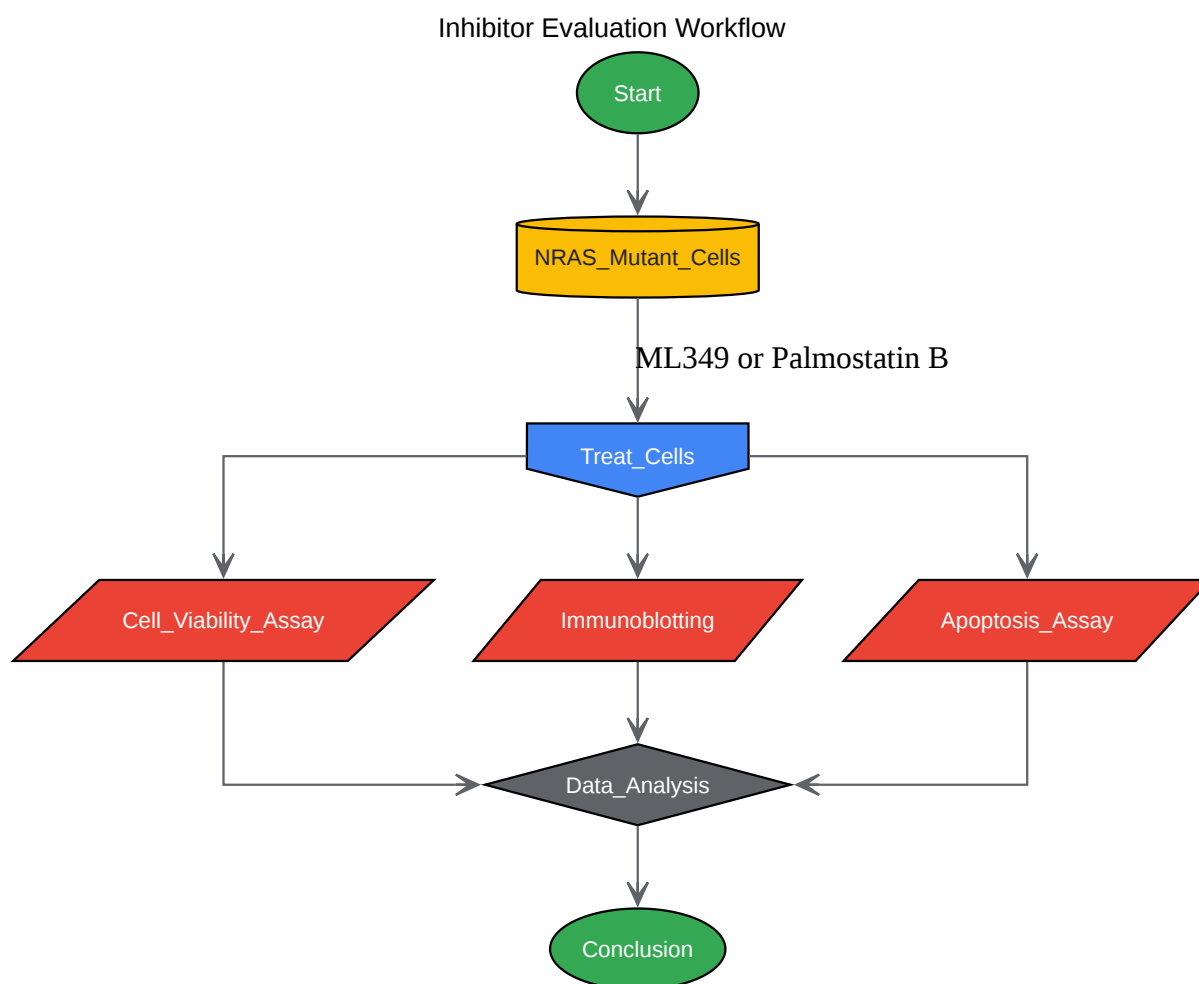 Inhibitor Evaluation Workflow
Start
NRAS_Mutant_Cells
ML349 or Palmostatin B
Treat_Cells
Cell_Viability_Assay
Immunoblotting
Apoptosis_Assay
Data_Analysis
Conclusion